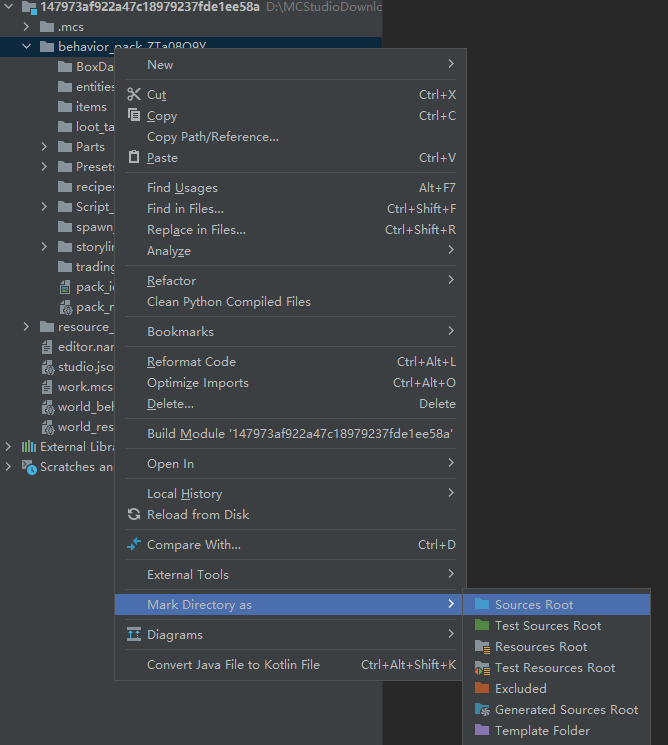 147973af922a47c18979237fde1ee58a D:\MCStudioDownlo
.mcs
behavior_pack_ZTa08Q9Y
BoxDa
entities
items
loot_ta
Parts
Presets
recipes
Script_
spawn_
storylin
trading
pack_ic
pack_m
resource_
editor.nar
studio.jso
work.mcs
world_beh
world_res
External Libra
Scratches and
New
Cut Ctrl+X
Copy Ctrl+C
Copy Path/Reference...
Paste Ctrl+V
Find Usages Alt+F7
Find in Files... Ctrl+Shift+F
Replace in Files... Ctrl+Shift+R
Analyze
Refactor
Clean Python Compiled Files
Bookmarks
Reformat Code Ctrl+Alt+L
Optimize Imports Ctrl+Alt+O
Delete... Delete
Build Module '147973af922a47c18979237fde1ee58a'
Open In
Local History
Reload from Disk
Compare With... Ctrl+D
External Tools
Mark Directory as
Diagrams
Convert Java File to Kotlin File Ctrl+Alt+Shift+K
Sources Root
Test Sources Root
Resources Root
Test Resources Root
Excluded
Generated Sources Root
Template Folder